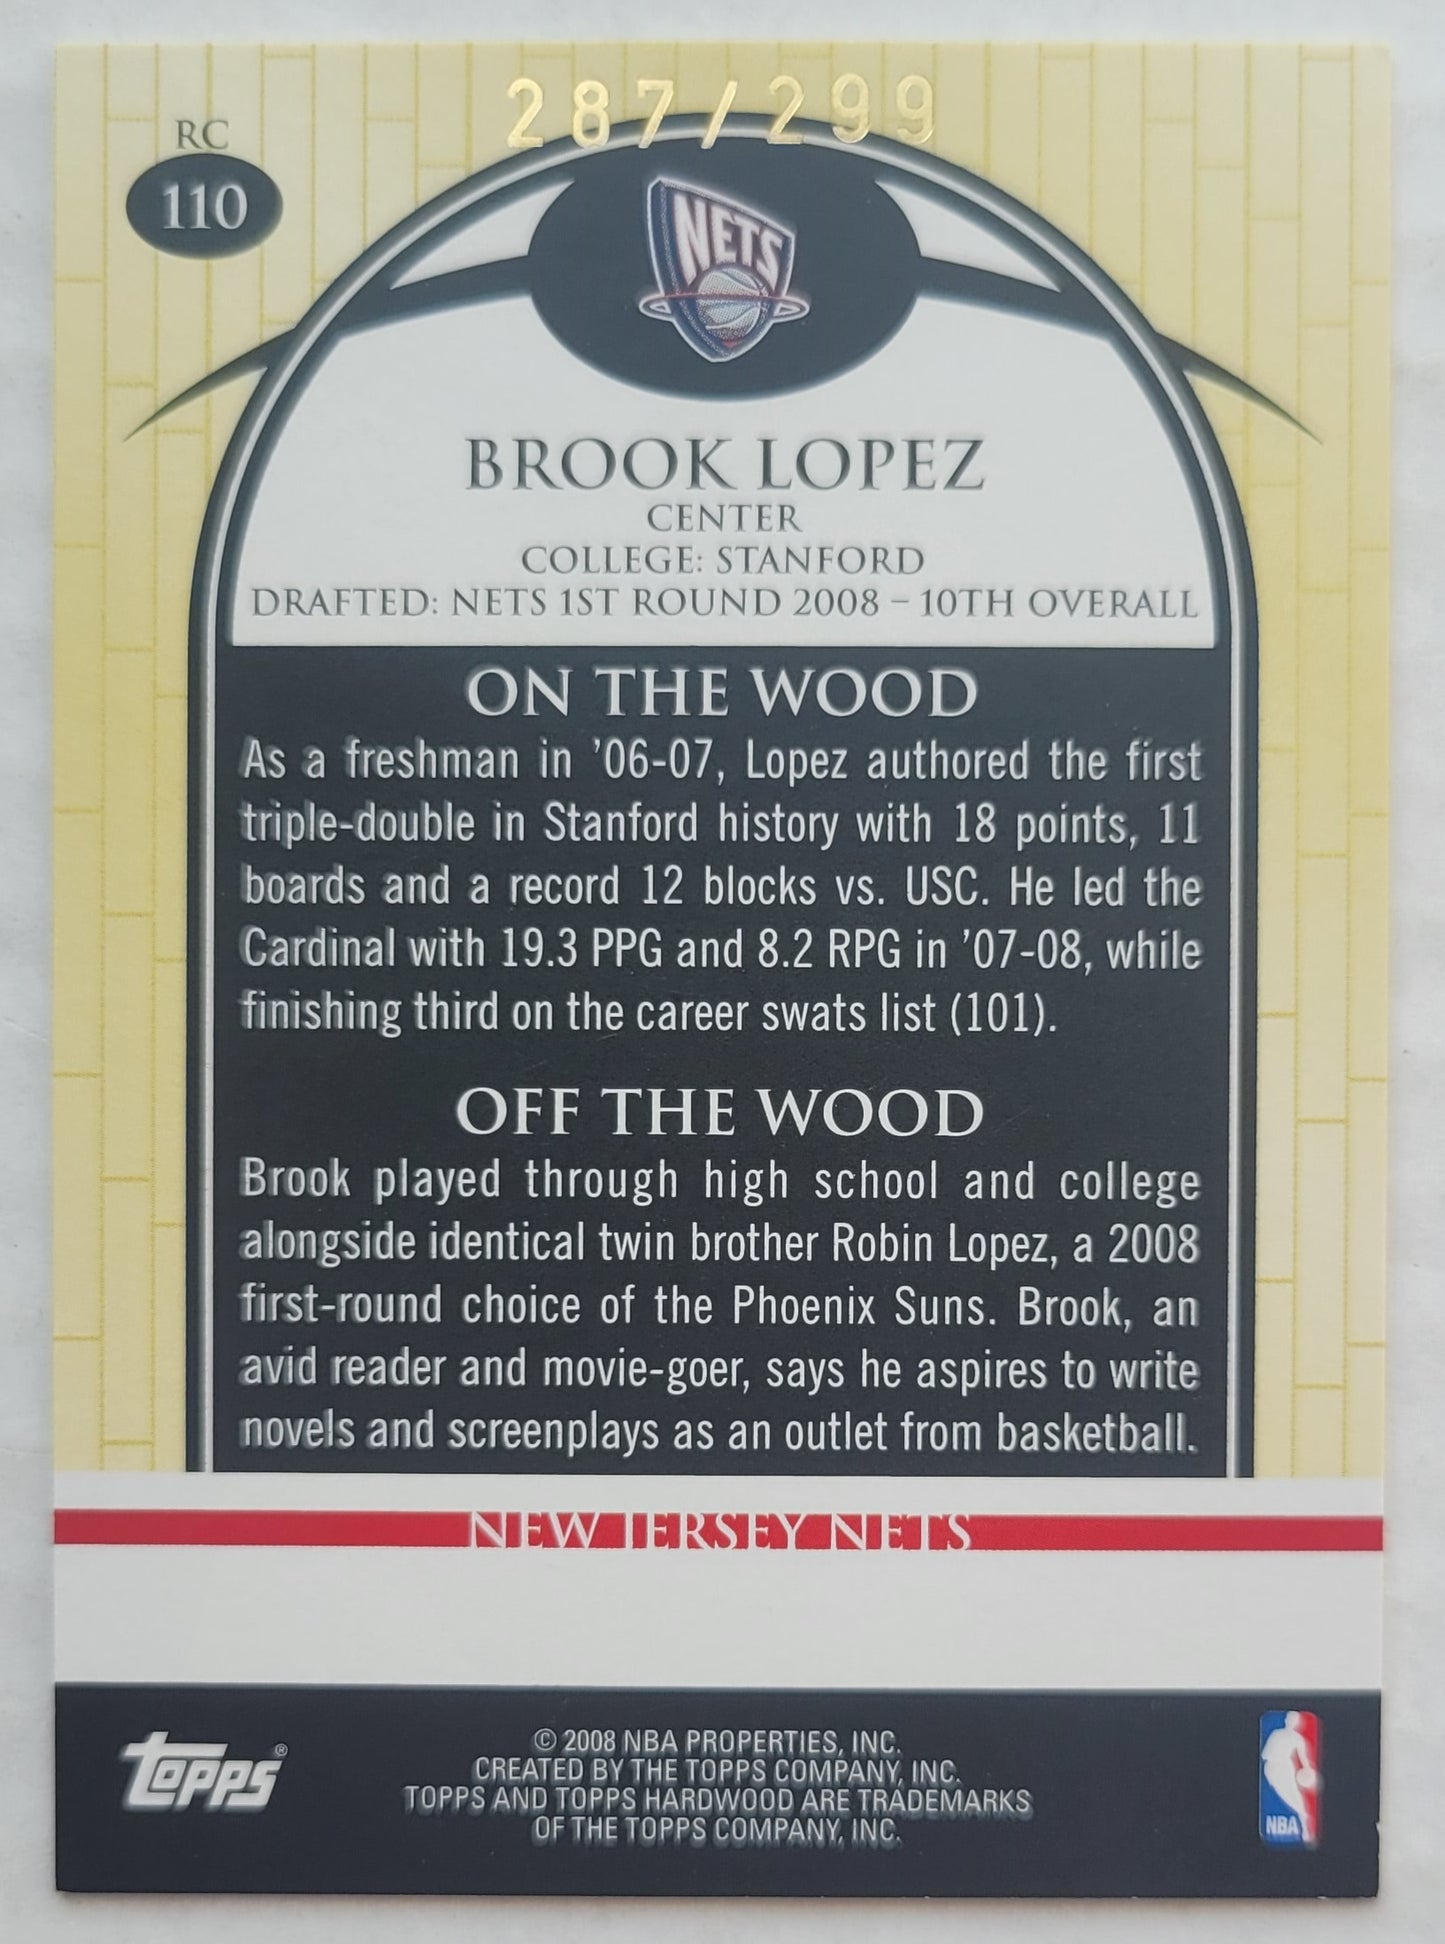 287/299
RC
110
NETS
BROOK LOPEZ
CENTER
COLLEGE: STANFORD
DRAFTED: NETS 1ST ROUND 2008 – 10TH OVERALL
ON THE WOOD
As a freshman in ’06-07, Lopez authored the first
triple-double in Stanford history with 18 points, 11
boards and a record 12 blocks vs. USC. He led the
Cardinal with 19.3 PPG and 8.2 RPG in ’07-08, while
finishing third on the career swats list (101).
OFF THE WOOD
Brook played through high school and college
alongside identical twin brother Robin Lopez, a 2008
first-round choice of the Phoenix Suns. Brook, an
avid reader and movie-goer, says he aspires to write
novels and screenplays as an outlet from basketball.
NEW JERSEY NETS
topps®
© 2008 NBA PROPERTIES, INC.
CREATED BY THE TOPPS COMPANY, INC.
TOPPS AND TOPPS HARDWOOD ARE TRADEMARKS
OF THE TOPPS COMPANY, INC.
NBA